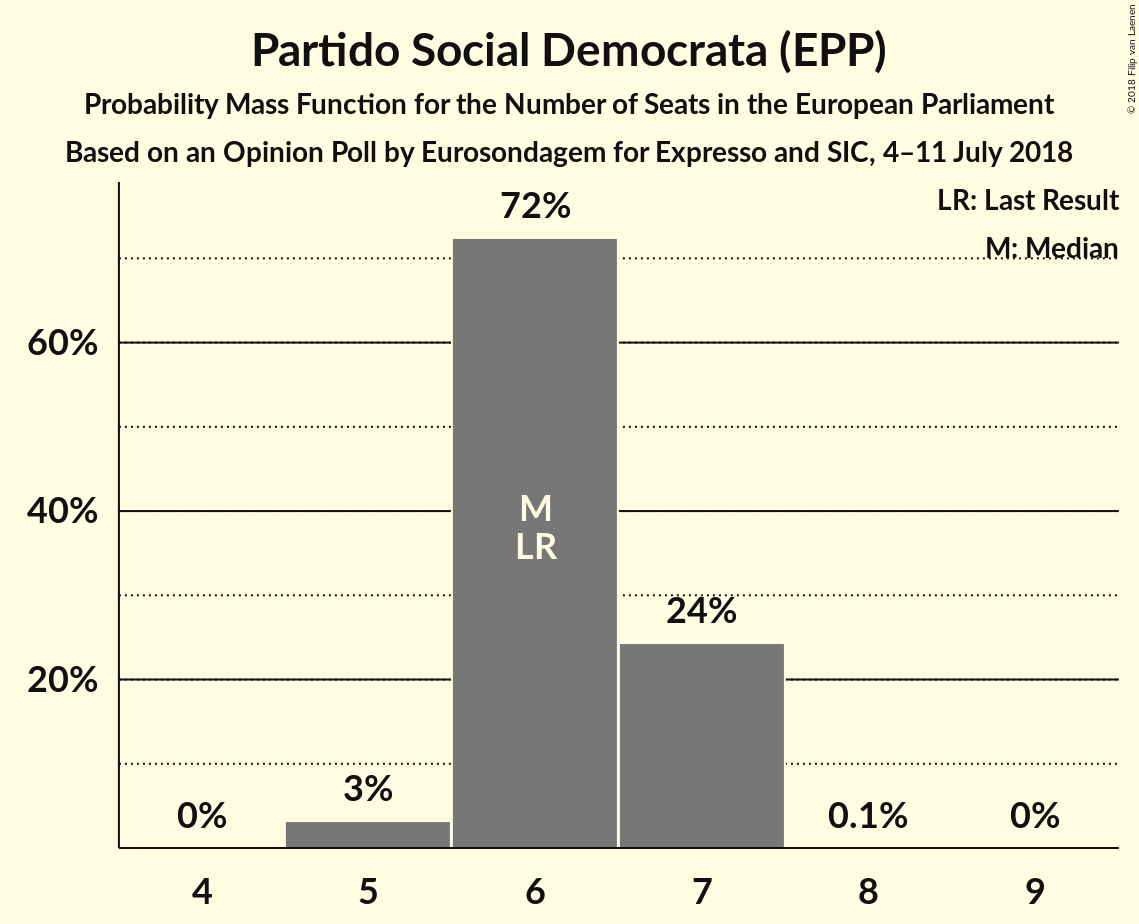 Partido Social Democrata (EPP)
Probability Mass Function for the Number of Seats in the European Parliament
Based on an Opinion Poll by Eurosondagem for Expresso and SIC, 4–11 July 2018
© 2018 Filip van Laenen
LR: Last Result
M: Median
72%
60%
40%
20%
M
LR
24%
3%
0%
0.1%
0%
4 5 6 7 8 9